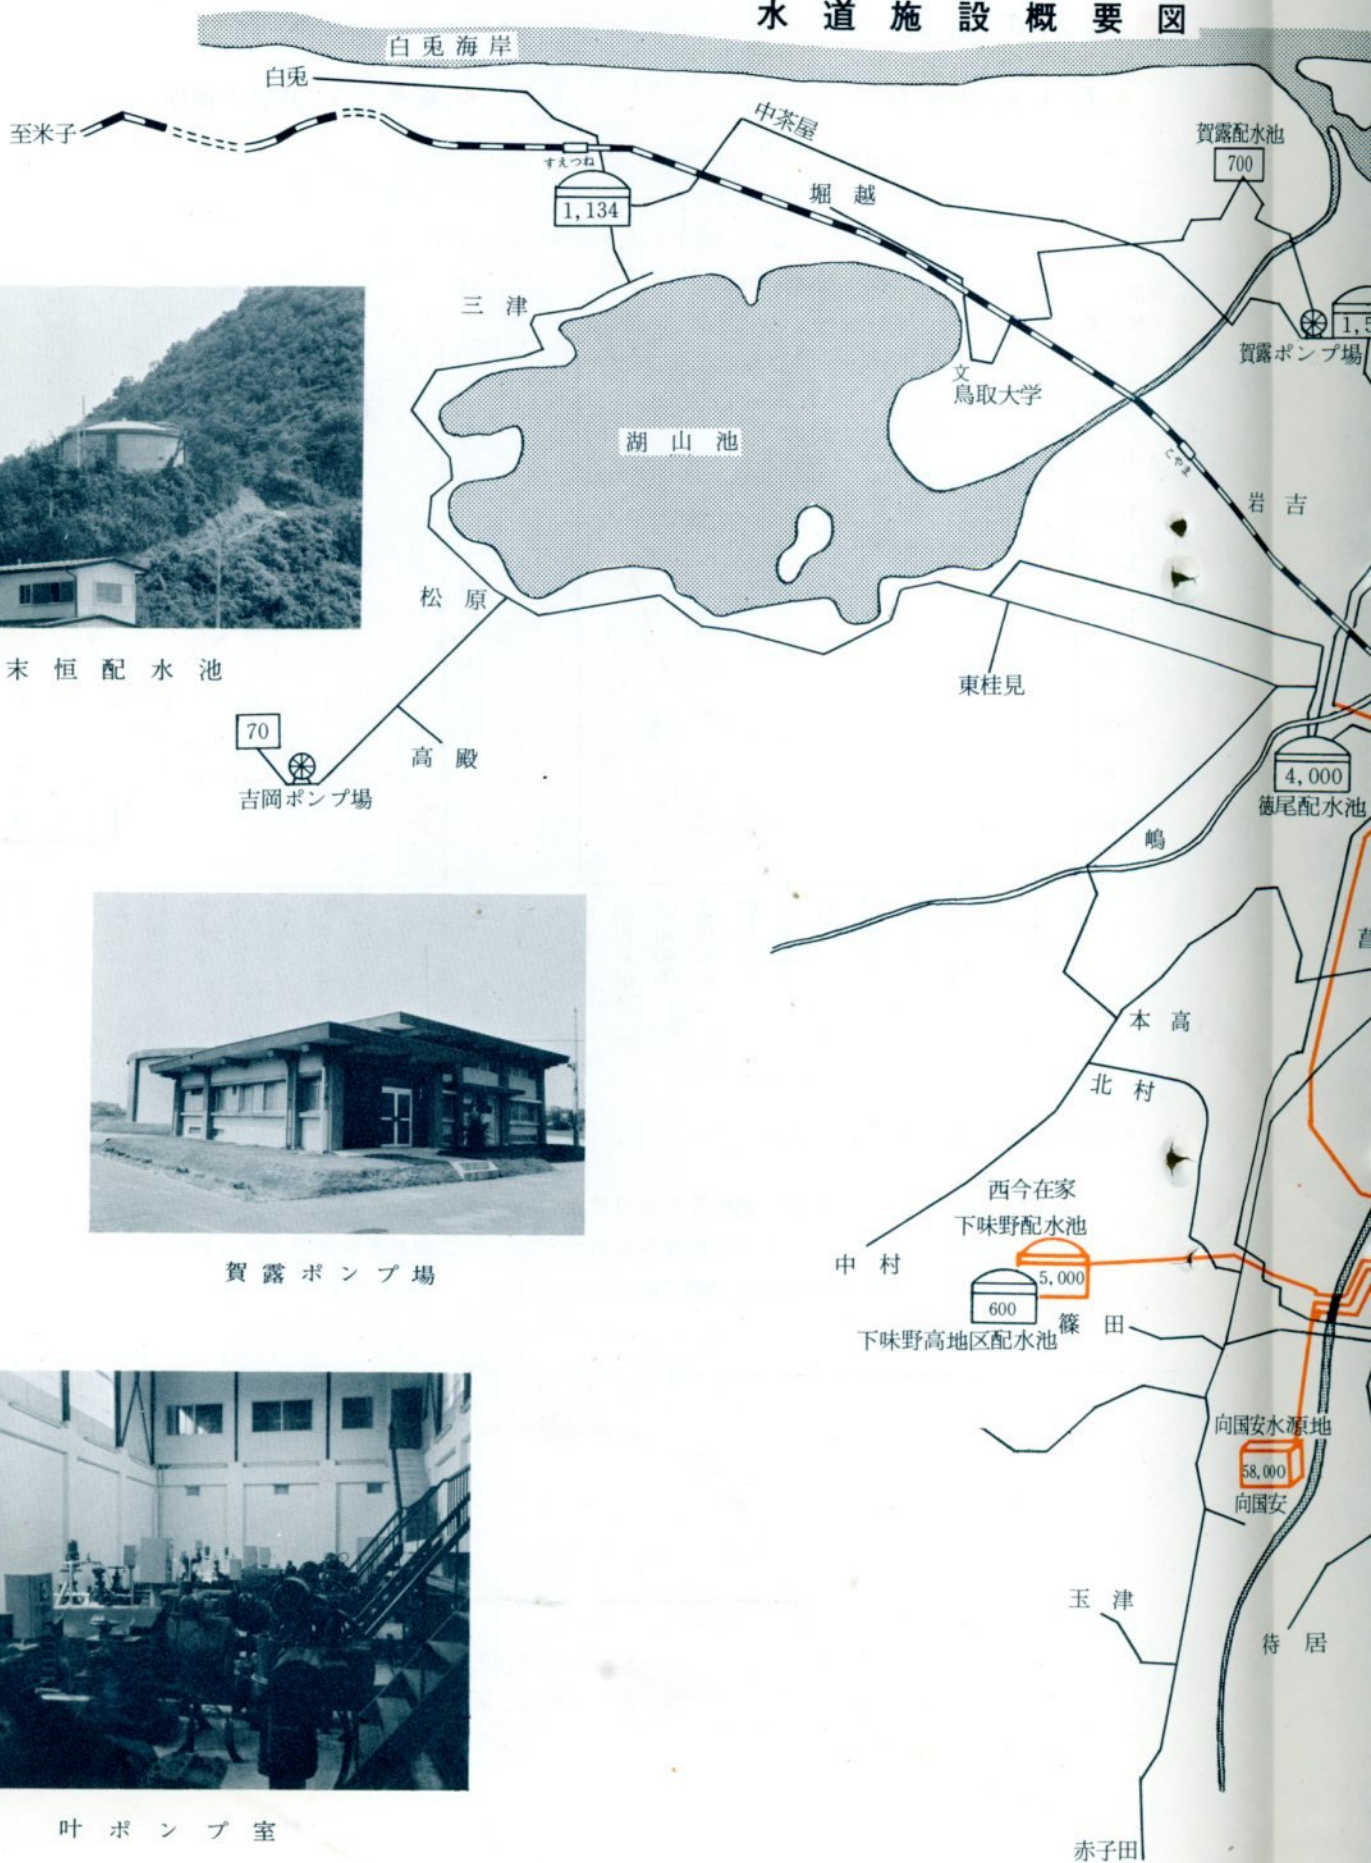 水道施設概要図
白兎海岸
白兎
至米子
すえつね
1,134
中茶屋
堀越
賀露配水池
700
三津
賀露ポンプ場
文
鳥取大学
湖山池
こやま
岩吉
松原
末恒配水池
東桂見
70
高殿
吉岡ポンプ場
4,000
徳尾配水池
嶋
本高
北村
西今在家
下味野配水池
5,000
中村
賀露ポンプ場
600
下味野高地区配水池
篠田
向国安水源地
58,000
向国安
玉津
待居
叶ポンプ室
赤子田